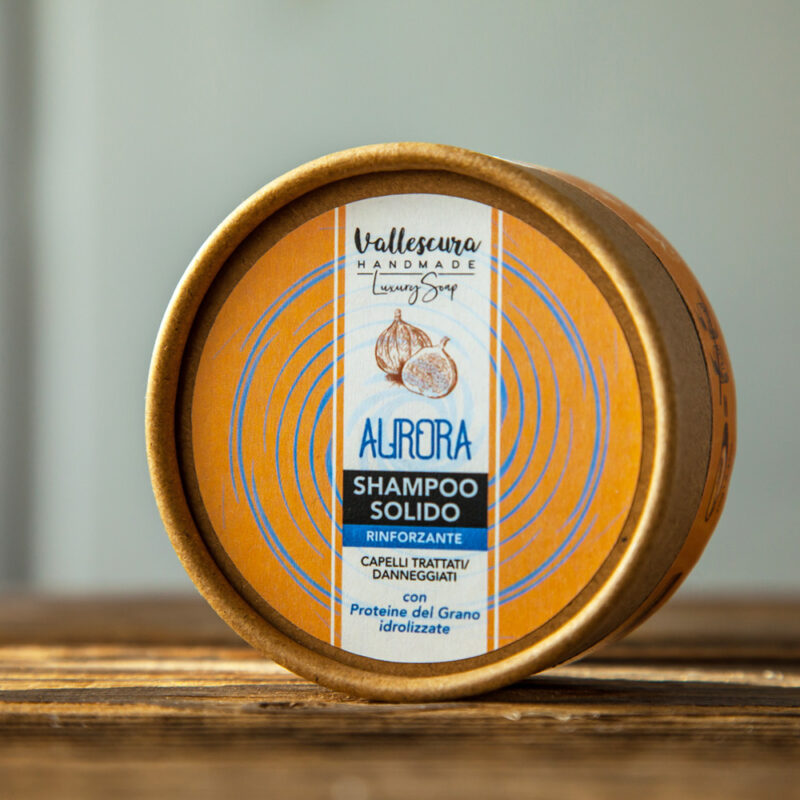 Vallescura
HANDMADE
Luxury Soap
AURORA
SHAMPOO
SOLIDO
RINFORZANTE
CAPELLI TRATTATI/
DANNEGGIATI
con
Proteine del Grano
idrolizzate